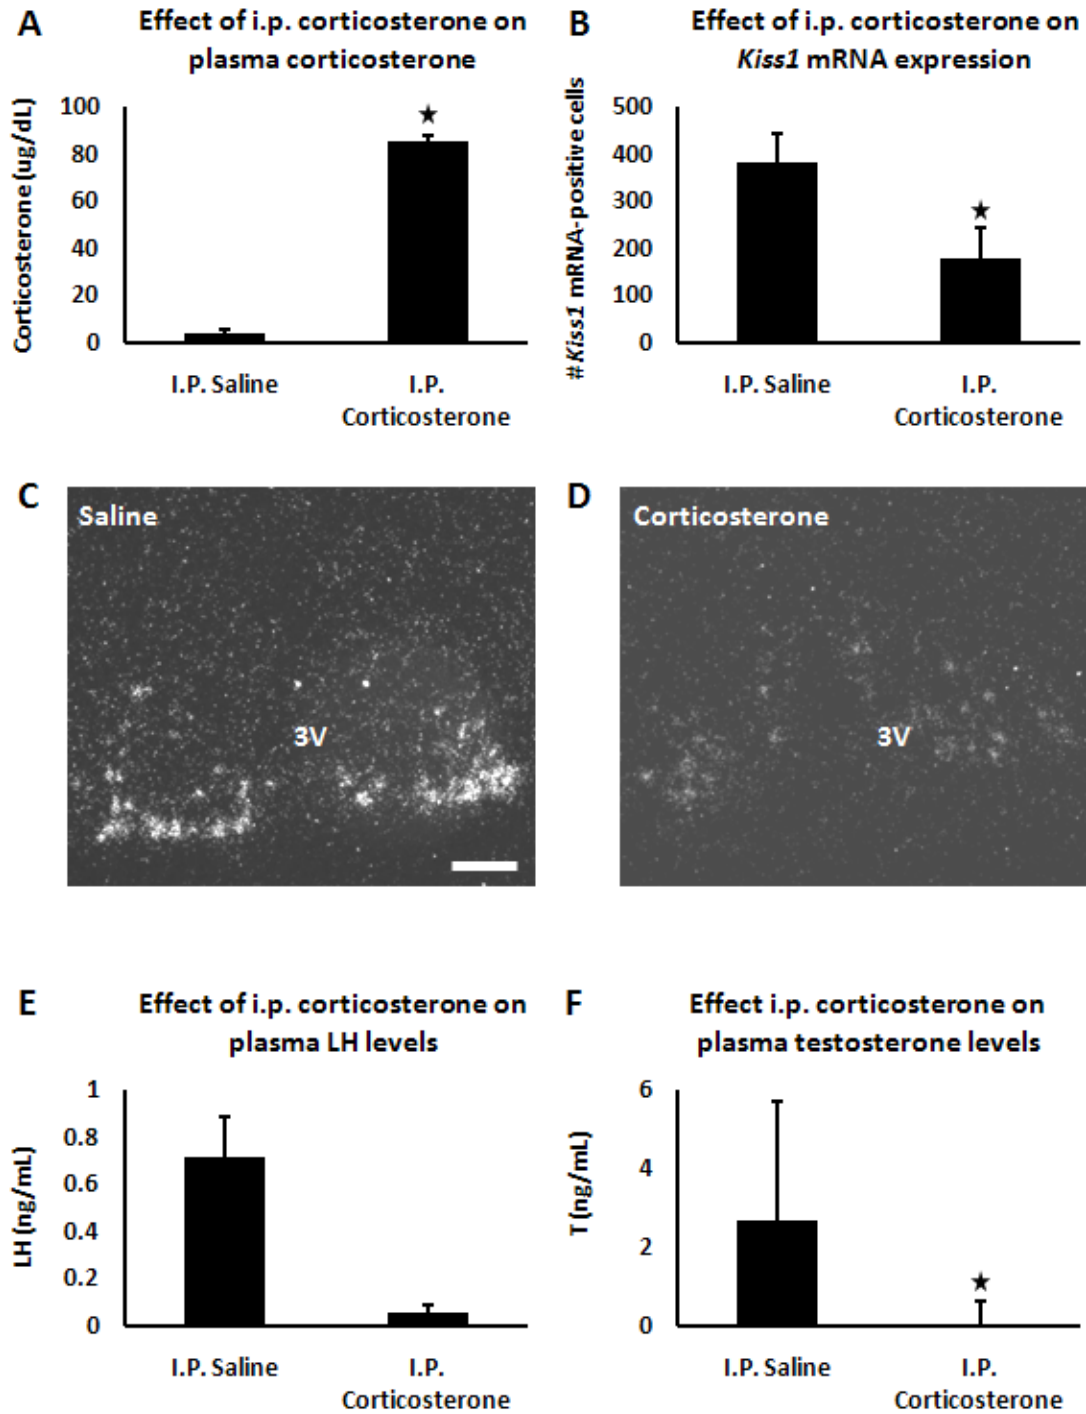 A
Effect of i.p. corticosterone on
plasma corticosterone
Corticosterone (ug/dL)
100
80
60
40
20
0
I.P. Saline
I.P.
Corticosterone
B
Effect of i.p. corticosterone on
Kiss1 mRNA expression
#Kiss1 mRNA-positive cells
500
400
300
200
100
0
I.P. Saline
I.P.
Corticosterone
C
Saline
3V
D
Corticosterone
3V
E
Effect of i.p. corticosterone on
plasma LH levels
LH (ng/mL)
1
0.8
0.6
0.4
0.2
0
I.P. Saline
I.P.
Corticosterone
F
Effect i.p. corticosterone on
plasma testosterone levels
T (ng/mL)
6
4
2
0
I.P. Saline
I.P.
Corticosterone